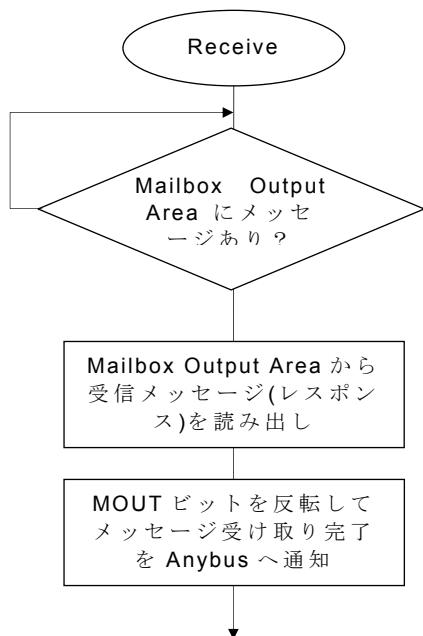 Receive
Mailbox Output
Area にメッセ
ージあり？
Mailbox Output Area から
受信メッセージ(レスポン
ス)を読み出し
MOUT ビットを反転して
メッセージ受け取り完了
を Anybus へ通知